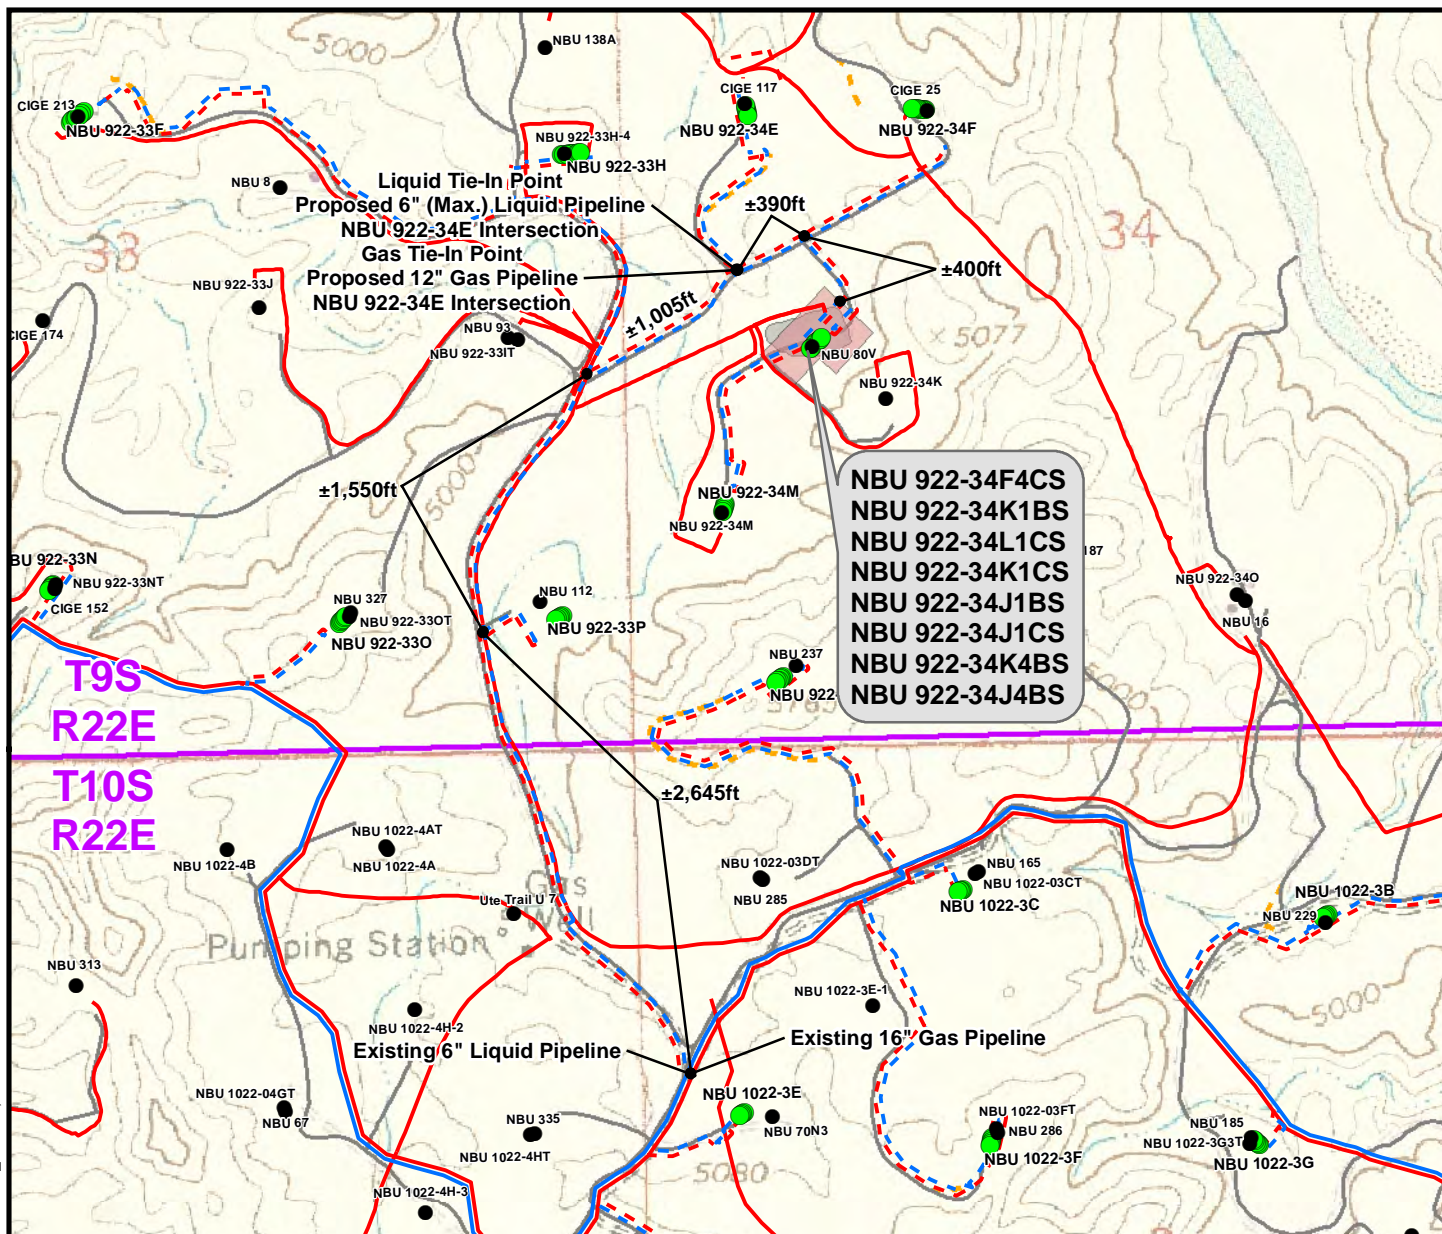 5000
NBU 138A
CIGE 213
NBU 922-33F
CIGE 117
NBU 922-34E
CIGE 25
NBU 922-34F
NBU 922-33H-4
NBU 922-33H
NBU 8
Liquid Tie-In Point
Proposed 6" (Max.) Liquid Pipeline
NBU 922-34E Intersection
Gas Tie-In Point
Proposed 12" Gas Pipeline
NBU 922-34E Intersection
±390ft
±400ft
33
34
NBU 922-33J
CIGE 174
NBU 93
NBU 922-33IT
±1,005ft
5077
NBU 80V
NBU 922-34K
±1,550ft
5000
NBU 922-34M
NBU 922-34M
NBU 922-34F4CS
NBU 922-34K1BS
NBU 922-34L1CS
NBU 922-34K1CS
NBU 922-34J1BS
NBU 922-34J1CS
NBU 922-34K4BS
NBU 922-34J4BS
187
BU 922-33N
NBU 922-33NT
CIGE 152
NBU 327
NBU 922-33OT
NBU 922-33O
NBU 112
NBU 922-33P
NBU 922-34O
NBU 16
NBU 237
NBU 922-
T9S
R22E
T10S
R22E
±2,645ft
NBU 1022-4AT
NBU 1022-4A
NBU 1022-4B
Ute Trail U 7
Gas
Well
Pumping Station
NBU 1022-03DT
NBU 285
NBU 165
NBU 1022-03CT
NBU 1022-3C
NBU 1022-3B
NBU 229
NBU 313
NBU 1022-4H-2
NBU 1022-3E-1
5000
Existing 6" Liquid Pipeline
Existing 16" Gas Pipeline
NBU 1022-04GT
NBU 67
NBU 335
NBU 1022-4HT
NBU 1022-3E
NBU 70N3
NBU 1022-03FT
NBU 286
NBU 1022-3F
NBU 185
NBU 1022-3G3T
NBU 1022-3G
5080
NBU 1022-4H-3